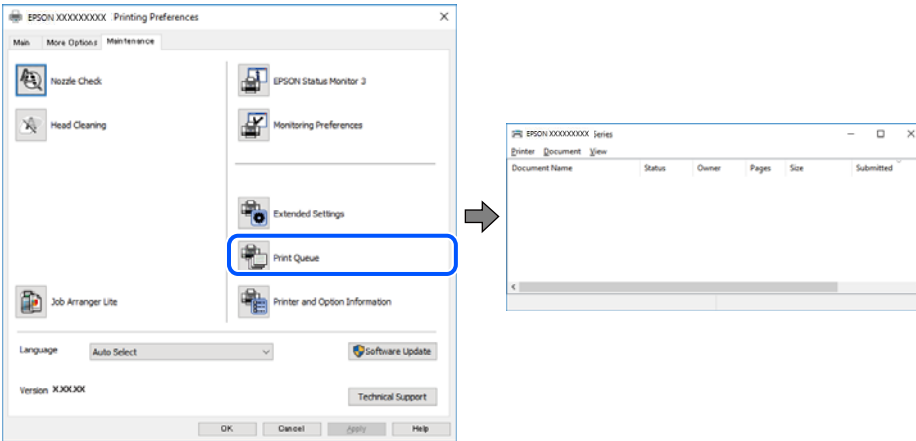 EPSON XXXXXXXXX Printing Preferences
Main More Options Maintenance
Nozzle Check
EPSON Status Monitor 3
Head Cleaning
Monitoring Preferences
Extended Settings
Print Queue
Job Arranger Lite
Printer and Option Information
Language Auto Select
Software Update
Version X.XX.XX
Technical Support
OK Cancel Apply Help
EPSON XXXXXXXXX Series
Printer Document View
Document Name Status Owner Pages Size Submitted